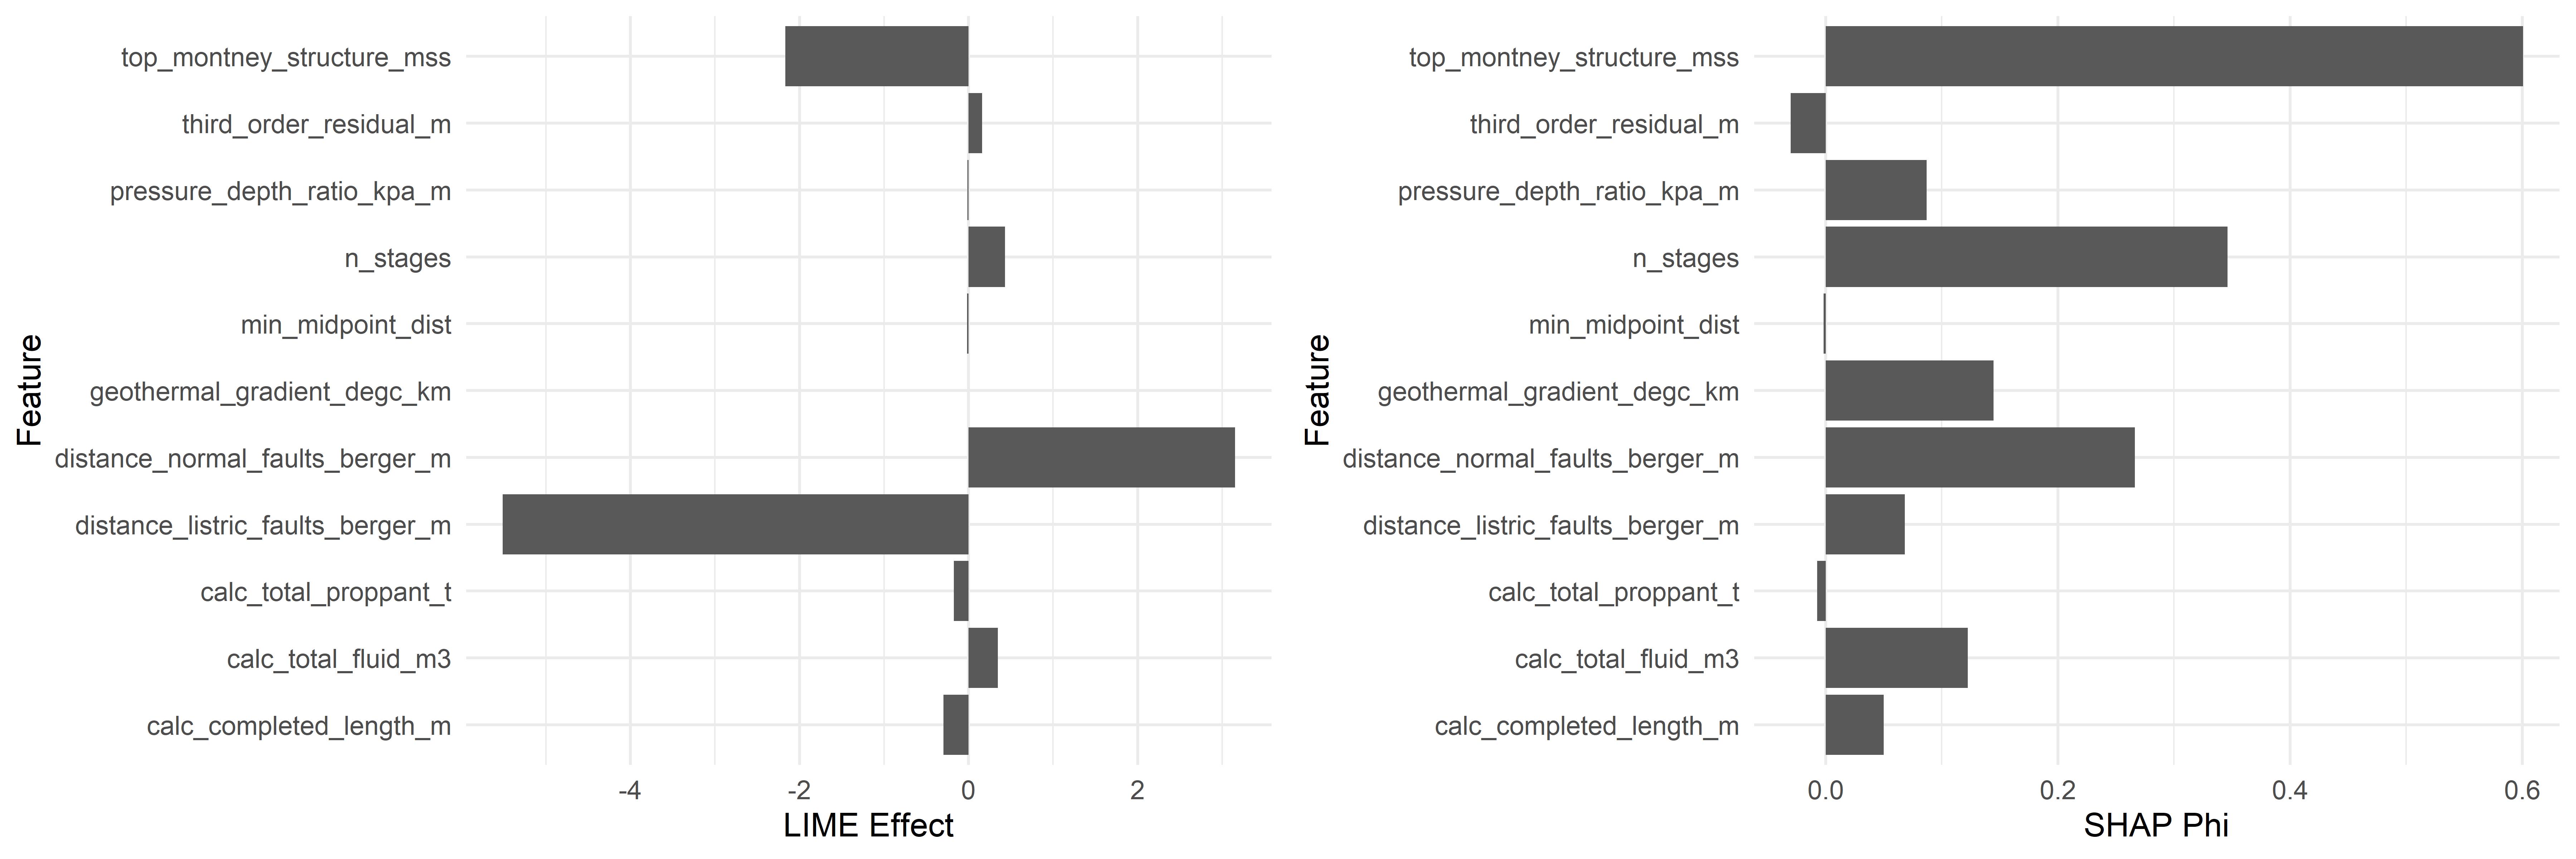 Feature
top_montney_structure_mss
third_order_residual_m
pressure_depth_ratio_kpa_m
n_stages
min_midpoint_dist
geothermal_gradient_degc_km
distance_normal_faults_berger_m
distance_listric_faults_berger_m
calc_total_proppant_t
calc_total_fluid_m3
calc_completed_length_m
-4 -2 0 2
LIME Effect
Feature
top_montney_structure_mss
third_order_residual_m
pressure_depth_ratio_kpa_m
n_stages
min_midpoint_dist
geothermal_gradient_degc_km
distance_normal_faults_berger_m
distance_listric_faults_berger_m
calc_total_proppant_t
calc_total_fluid_m3
calc_completed_length_m
0.0 0.2 0.4 0.6
SHAP Phi